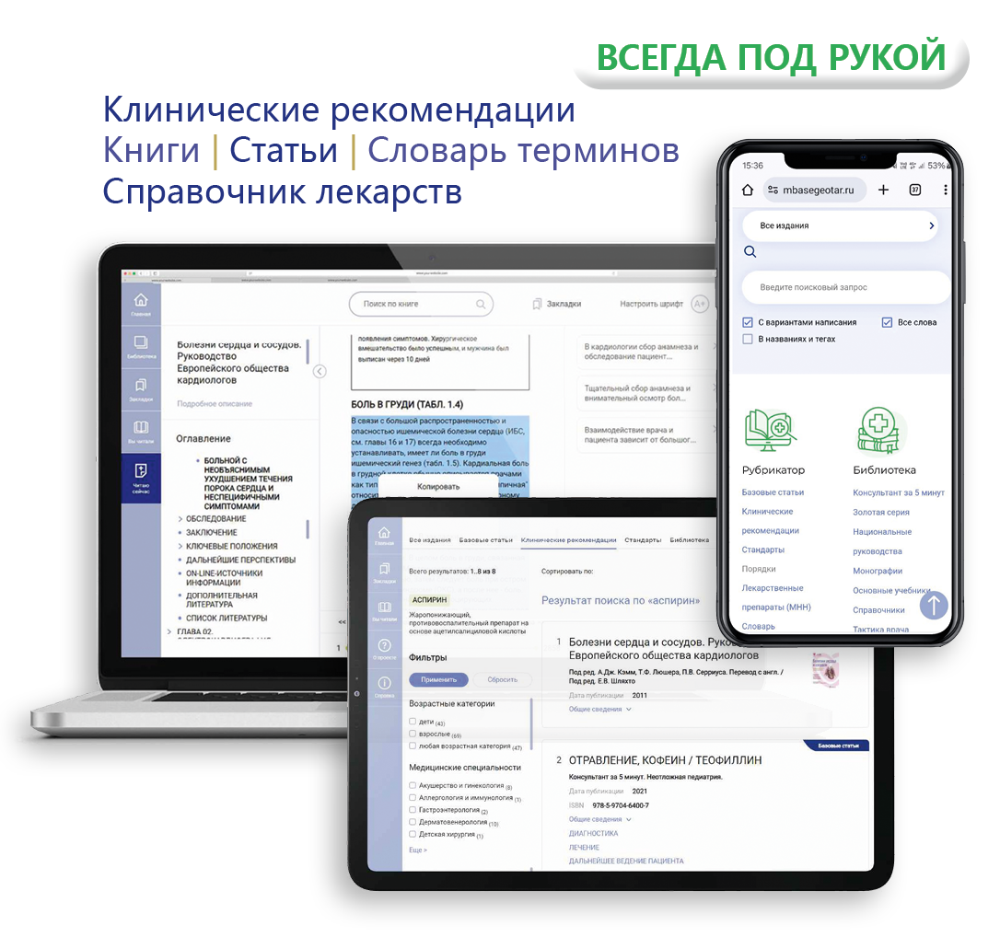 ВСЕГДА ПОД РУКОЙ
Клинические рекомендации
Книги | Статьи | Словарь терминов
Справочник лекарств
Главная
Библиотека
Закладки
Вы читали
Читаю
сейчас
Поиск по книге
Закладки
Настроить шрифт
A+
Болезни сердца и сосудов.
Руководство
Европейского общества
кардиологов
Подробное описание
Оглавление
БОЛЬНОЙ С
НЕОБЪЯСНИМЫМ
УХУДШЕНИЕМ ТЕЧЕНИЯ
ПОРОКА СЕРДЦА И
НЕСПЕЦИФИЧНЫМИ
СИМПТОМАМИ
ОБСЛЕДОВАНИЕ
ЗАКЛЮЧЕНИЕ
КЛЮЧЕВЫЕ ПОЛОЖЕНИЯ
ДАЛЬНЕЙШИЕ ПЕРСПЕКТИВЫ
ON-LINE-ИСТОЧНИКИ
ИНФОРМАЦИИ
ДОПОЛНИТЕЛЬНАЯ
ЛИТЕРАТУРА
СПИСОК ЛИТЕРАТУРЫ
ГЛАВА 02.
появления симптомов. Хирургическое
вмешательство было успешным, и мужчина был
выписан через 10 дней
БОЛЬ В ГРУДИ (ТАБЛ. 1.4)
В связи с большой распространенностью и
опасностью ишемической болезни сердца (ИБС,
см. главы 16 и 17) всегда необходимо
устанавливать, имеет ли боль в груди
ишемический генез (табл. 1.5). Кардиальная боль
в грудной клетке обычно описывается врачами
как тип
Копировать
<<
1
В кардиологии сбор анамнеза и
обследование пациент...
Тщательный сбор анамнеза и
внимательный осмотр бол...
Взаимодействие врача и
пациента зависит от большог...
Главная
Закладки
Вы читали
О проекте
Справка
Все издания Базовые статьи Клинические рекомендации Стандарты Библиотека
Всего результатов: 1..8 из 8
Сортировать по:
АСПИРИН
Жаропонижающий,
противовоспалительный препарат на
основе ацетилсалициловой кислоты
Фильтры
Применить
Сбросить
Возрастные категории
дети (43)
взрослые (69)
любая возрастная категория (47)
Медицинские специальности
Акушерство и гинекология (8)
Аллергология и иммунология (1)
Гастроэнтерология (2)
Дерматовенерология (10)
Детская хирургия (1)
Еще >
Результат поиска по «аспирин»
1 Болезни сердца и сосудов.
Европейского общества кардиологов
Под ред. А.Дж. Кэмм, Т.Ф. Люшера, П.В. Серруиса. Перевод с англ. /
Под ред. Е.В. Шляхто
Дата публикации 2011
Общие сведения
Базовые статьи
2 ОТРАВЛЕНИЕ, КОФЕИН / ТЕОФИЛЛИН
Консультант за 5 минут. Неотложная педиатрия.
Дата публикации 2021
ISBN 978-5-9704-6400-7
Общие сведения
ДИАГНОСТИКА
ЛЕЧЕНИЕ
ДАЛЬНЕЙШЕЕ ВЕДЕНИЕ ПАЦИЕНТА
15:36
53%
mbasegeotar.ru
37
Все издания
Введите поисковый запрос
С вариантами написания
Все слова
В названиях и тегах
Рубрикатор
Базовые статьи
Клинические
рекомендации
Стандарты
Порядки
Лекарственные
препараты (МНН)
Словарь
Библиотека
Консультант за 5 минут
Золотая серия
Национальные
руководства
Монографии
Основные учебники
Справочники
Тактика врача